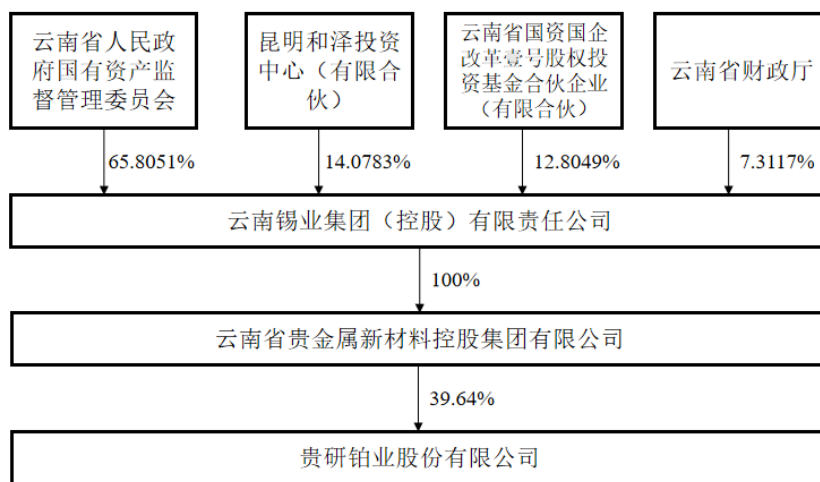 云南省人民政
府国有资产监
督管理委员会
昆明和泽投资
中心（有限合
伙）
云南省国资国企
改革壹号股权投
资基金合伙企业
（有限合伙）
云南省财政厅
65.8051%
14.0783%
12.8049%
7.3117%
云南锡业集团（控股）有限责任公司
100%
云南省贵金属新材料控股集团有限公司
39.64%
贵研铂业股份有限公司